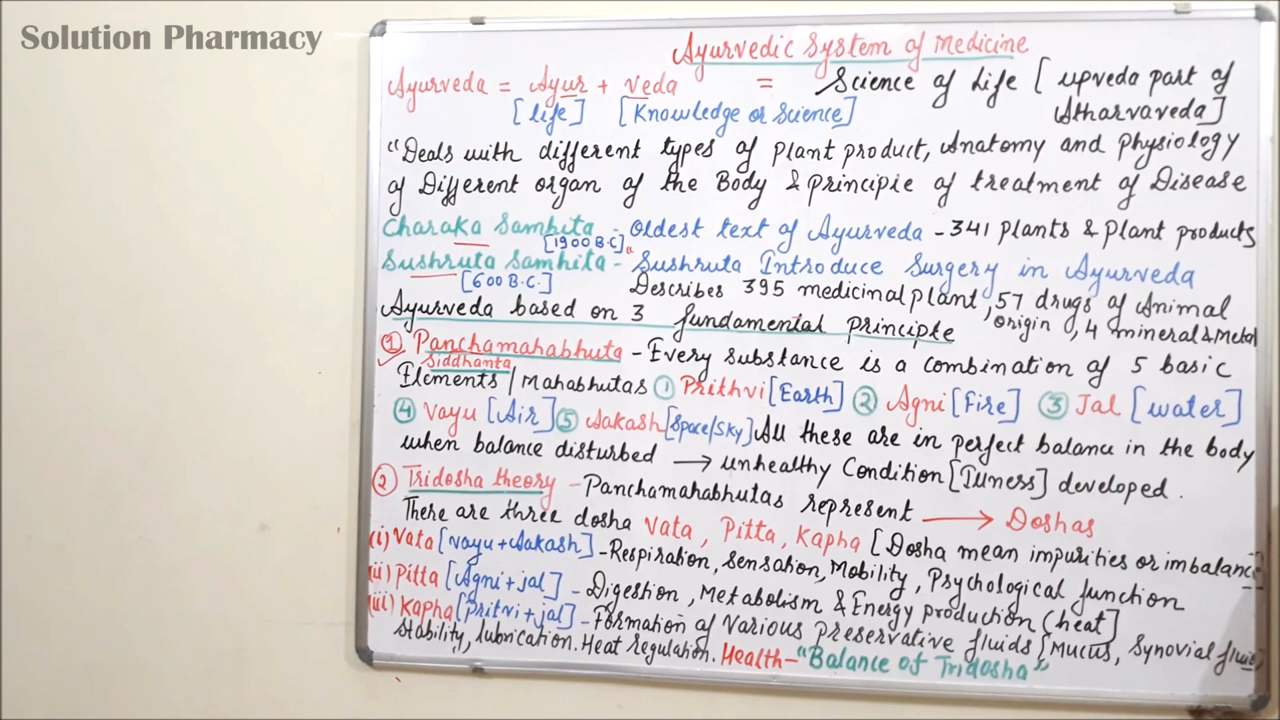 Solution Pharmacy
Ayurvedic System of Medicine
Ayurveda = Ayur + Veda = Science of Life [upveda part of
[life] [Knowledge or Science] Atharvaveda]
"Deals with different types of plant product, Anatomy and physiology
of Different organ of the Body & principle of treatment of Disease
Charaka Samhita - Oldest text of Ayurveda - 341 plants & plant products
[1900 B.C]
Sushruta Samhita - "Sushruta Introduce Surgery in Ayurveda
[600 B.C.] Describes 395 medicinal plant, 57 drugs of Animal
origin, 4 mineral & Metal
Ayurveda based on 3 fundamental principle
① Panchamahabhuta - Every substance is a combination of 5 basic
Siddhanta
Elements / Mahabhutas ① Prithvi [Earth] ② Agni [Fire] ③ Jal [water]
④ Vayu [Air] ⑤ Aakash [Space/Sky] All these are in perfect balance in the body
when balance disturbed → unhealthy Condition [Illness] developed.
② Tridosha theory - Panchamahabhutas represent → Doshas
There are three dosha Vata, Pitta, Kapha [Dosha mean impurities or imbalance]
(i) Vata [Vayu + Aakash] - Respiration, Sensation, Mobility, Psychological function
(ii) Pitta [Agni + jal] - Digestion, Metabolism & Energy production (heat]
(iii) Kapha [Pritvi + jal] - Formation of Various preservative fluids [Mucus, Synovial fluid]
Stability, lubrication. Heat Regulation. Health - "Balance of Tridosha"